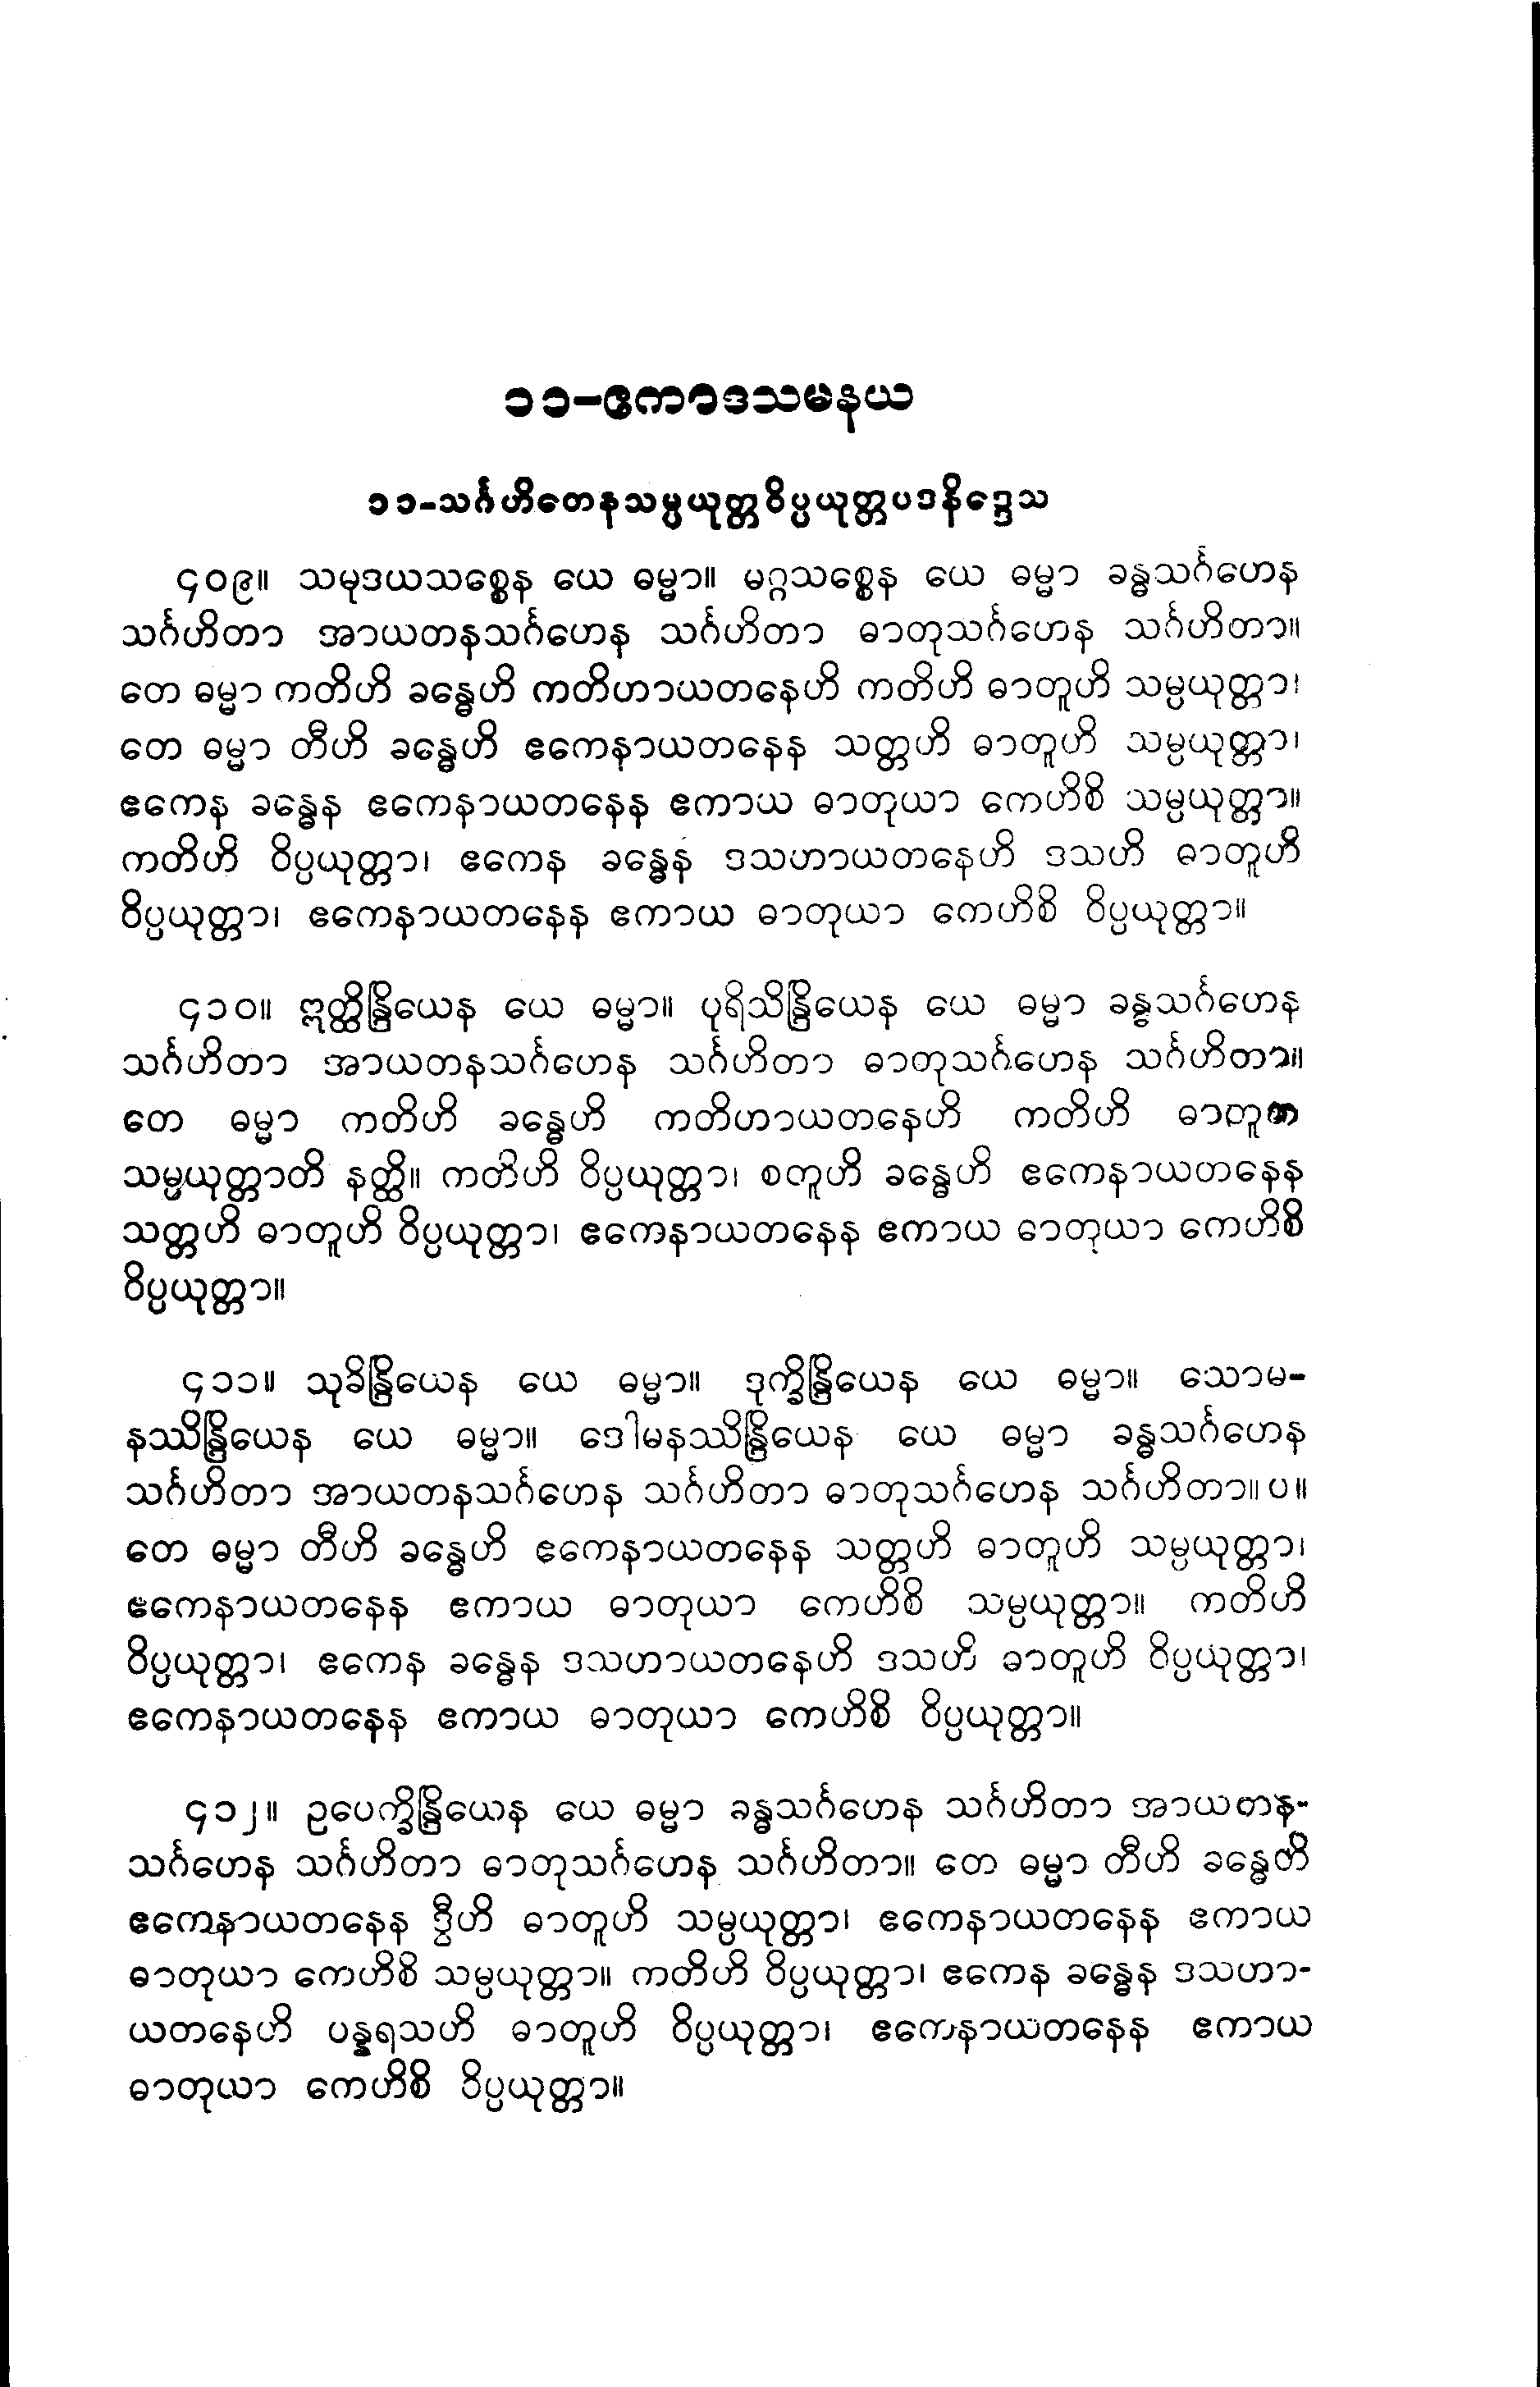 ၁၁-ဧကာဒသမနယ
၁၁-သင်္ဂဟိတေနသမ္ပယုတ္တဝိပ္ပယုတ္တပဒနိဒ္ဒေသ
၄၀၉။ သမုဒယသစ္စေန ယေ ဓမ္မာ။ မဂ္ဂသစ္စေန ယေ ဓမ္မာ ခန္ဓသင်္ဂဟေန
သင်္ဂဟိတာ အာယတနသင်္ဂဟေန သင်္ဂဟိတာ ဓာတုသင်္ဂဟေန သင်္ဂဟိတာ။
တေ ဓမ္မာ ကတိဟိ ခန္ဓေဟိ ကတိဟာယတနေဟိ ကတိဟိ ဓာတူဟိ သမ္ပယုတ္တာ၊
တေ ဓမ္မာ တီဟိ ခန္ဓေဟိ ဧကေနာယတနေန သတ္တဟိ ဓာတူဟိ သမ္ပယုတ္တာ၊
ဧကေန ခန္ဓေန ဧကေနာယတနေန ဧကာယ ဓာတုယာ ကေဟိစိ သမ္ပယုတ္တာ။
ကတိဟိ ဝိပ္ပယုတ္တာ၊ ဧကေန ခန္ဓေန ဒသဟာယတနေဟိ ဒသဟိ ဓာတူဟိ
ဝိပ္ပယုတ္တာ၊ ဧကေနာယတနေန ဧကာယ ဓာတုယာ ကေဟိစိ ဝိပ္ပယုတ္တာ။
၄၁၀။ ဣတ္ထိန္ဒြိယေန ယေ ဓမ္မာ။ ပုရိသိန္ဒြိယေန ယေ ဓမ္မာ ခန္ဓသင်္ဂဟေန
သင်္ဂဟိတာ အာယတနသင်္ဂဟေန သင်္ဂဟိတာ ဓာတုသင်္ဂဟေန သင်္ဂဟိတာ။
တေ ဓမ္မာ ကတိဟိ ခန္ဓေဟိ ကတိဟာယတနေဟိ ကတိဟိ
သမ္ပယုတ္တာတိ နတ္ထိ။ ကတိဟိ ဝိပ္ပယုတ္တာ၊ စတူဟိ ခန္ဓေဟိ ဧကေနာယတနေန
သတ္တဟိ ဓာတူဟိ ဝိပ္ပယုတ္တာ၊ ဧကေနာယတနေန ဧကာယ ဓာတုယာ ကေဟိစိ
ဝိပ္ပယုတ္တာ။
၄၁၁။ သုခိန္ဒြိယေန ယေ ဓမ္မာ။ ဒုက္ခိန္ဒြိယေန ယေ ဓမ္မာ။ သောမ-
နဿိန္ဒြိယေန ယေ ဓမ္မာ။ ဒေါမနဿိန္ဒြိယေန ယေ ဓမ္မာ ခန္ဓသင်္ဂဟေန
သင်္ဂဟိတာ အာယတနသင်္ဂဟေန သင်္ဂဟိတာ ဓာတုသင်္ဂဟေန သင်္ဂဟိတာ။ ပ။
တေ ဓမ္မာ တီဟိ ခန္ဓေဟိ ဧကေနာယတနေန သတ္တဟိ ဓာတူဟိ သမ္ပယုတ္တာ၊
ဧကေနာယတနေန ဧကာယ ဓာတုယာ ကေဟိစိ သမ္ပယုတ္တာ။ ကတိဟိ
ဝိပ္ပယုတ္တာ၊ ဧကေန ခန္ဓေန ဒသဟာယတနေဟိ ဒသဟိ ဓာတူဟိ ဝိပ္ပယုတ္တာ၊
ဧကေနာယတနေန ဧကာယ ဓာတုယာ ကေဟိစိ ဝိပ္ပယုတ္တာ။
၄၁၂။ ဥပေက္ခိန္ဒြိယေန ယေ ဓမ္မာ ခန္ဓသင်္ဂဟေန သင်္ဂဟိတာ အာယတန-
သင်္ဂဟေန သင်္ဂဟိတာ ဓာတုသင်္ဂဟေန သင်္ဂဟိတာ။ တေ ဓမ္မာ တီဟိ ခန္ဓေဟိ
ဧကေနာယတနေန ဒွီဟိ ဓာတူဟိ သမ္ပယုတ္တာ၊ ဧကေနာယတနေန ဧကာယ
ဓာတုယာ ကေဟိစိ သမ္ပယုတ္တာ။ ကတိဟိ ဝိပ္ပယုတ္တာ၊ ဧကေန ခန္ဓေန ဒသဟာ-
ယတနေဟိ ပန္နရသဟိ ဓာတူဟိ ဝိပ္ပယုတ္တာ၊ ဧကေနာယတနေန ဧကာယ
ဓာတုယာ ကေဟိစိ ဝိပ္ပယုတ္တာ။